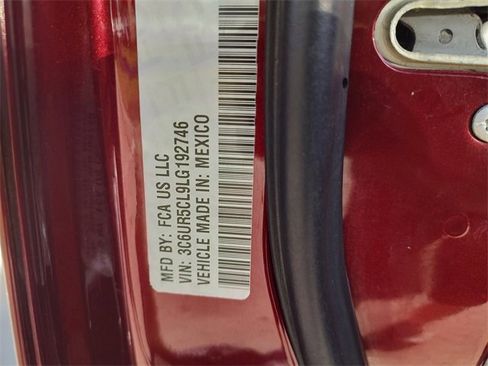 MFD BY: FCA US LLC
VIN: 3C6UR5CL9LG192746
VEHICLE MADE IN: MEXICO